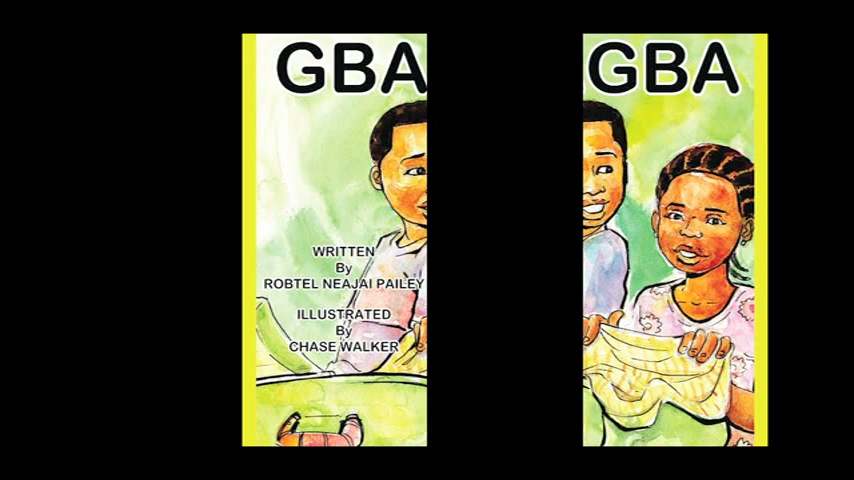 GBA
GBA
WRITTEN
By
ROBTEL NEAJAI PAILEY
ILLUSTRATED
By
CHASE WALKER